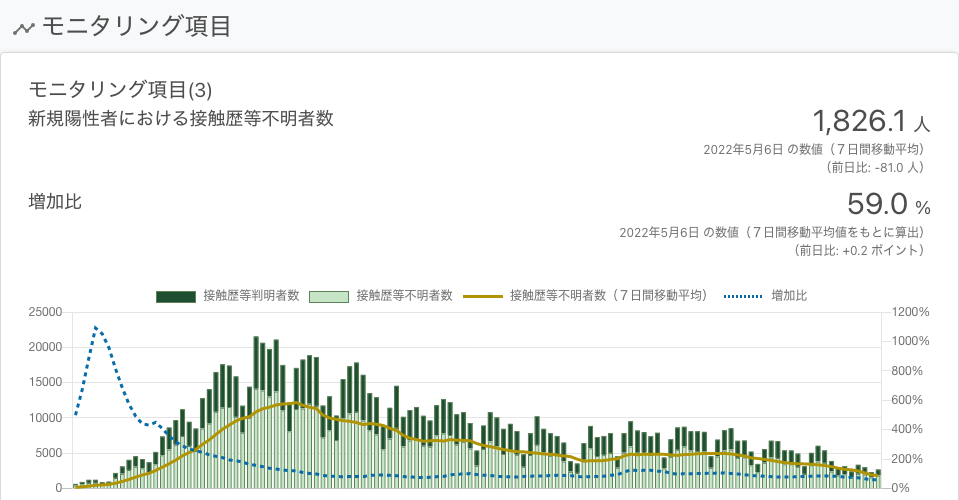 モニタリング項目
モニタリング項目(3)
新規陽性者における接触歴等不明者数
1,826.1 人
2022年5月6日 の数値（７日間移動平均）
（前日比: -81.0 人）
増加比
59.0 %
2022年5月6日 の数値（７日間移動平均値をもとに算出）
（前日比: +0.2 ポイント）
接触歴等判明者数 接触歴等不明者数 接触歴等不明者数（７日間移動平均） 増加比
25000 1200%
20000 1000%
15000 800%
10000 600%
5000 400%
0 200%
0%